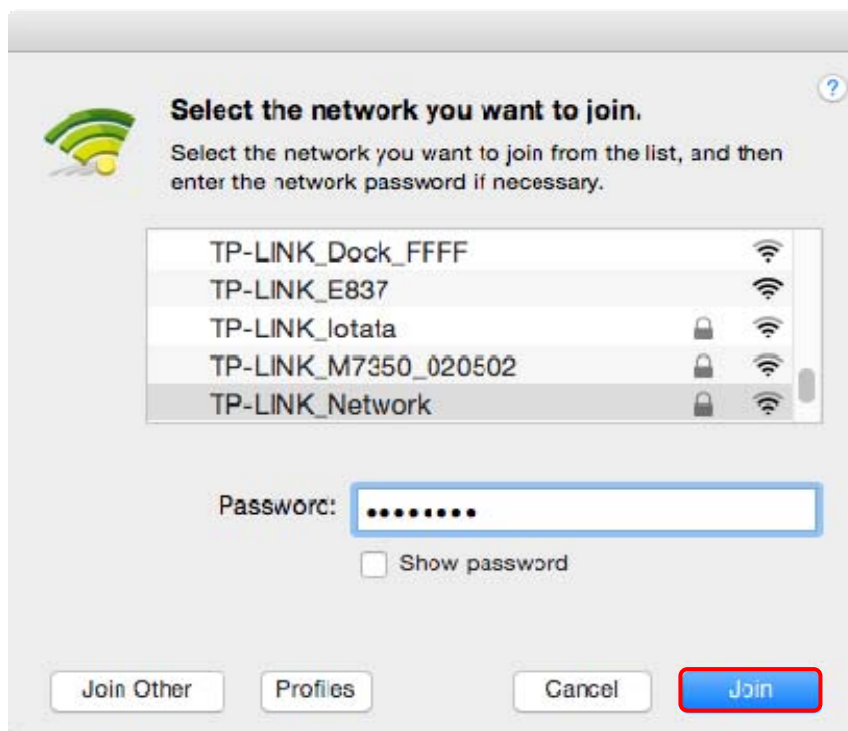 ?
Select the network you want to join.
Select the network you want to join from the list, and then
enter the network password if necessary.
TP-LINK_Dock_FFFF
TP-LINK_E837
TP-LINK_lotata
TP-LINK_M7350_020502
TP-LINK_Network
Password: ••••••••
Show password
Join Other Profiles Cancel Join